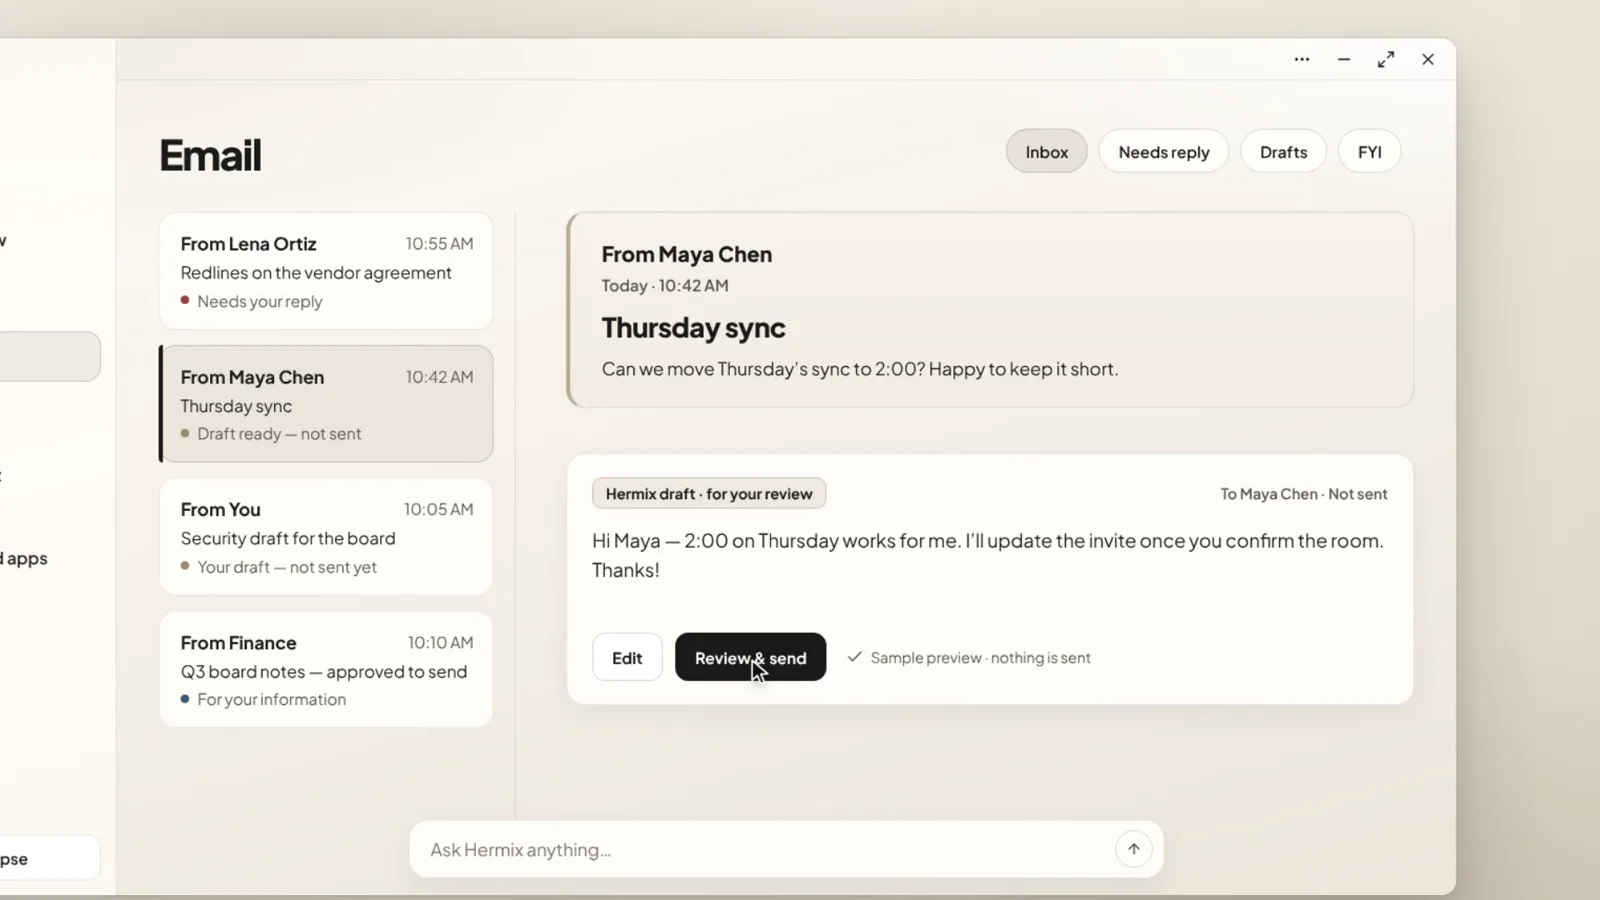 Email
Inbox
Needs reply
Drafts
FYI
w
d apps
pse
From Lena Ortiz 10:55 AM
Redlines on the vendor agreement
Needs your reply
From Maya Chen 10:42 AM
Thursday sync
Draft ready — not sent
From You 10:05 AM
Security draft for the board
Your draft — not sent yet
From Finance 10:10 AM
Q3 board notes — approved to send
For your information
From Maya Chen
Today · 10:42 AM
Thursday sync
Can we move Thursday’s sync to 2:00? Happy to keep it short.
Hermix draft · for your review
To Maya Chen · Not sent
Hi Maya — 2:00 on Thursday works for me. I’ll update the invite once you confirm the room.
Thanks!
Edit
Review & send
Sample preview · nothing is sent
Ask Hermix anything...